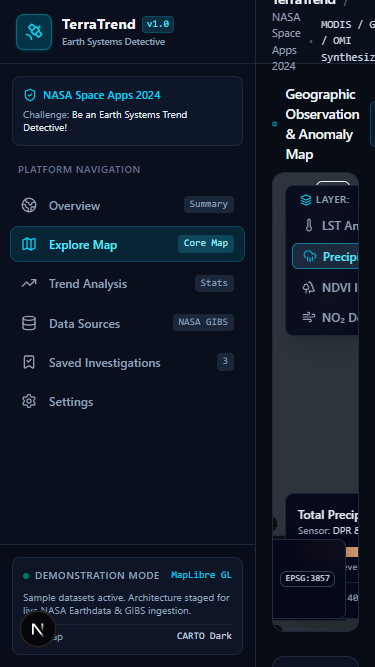 TerraTrend v1.0
Earth Systems Detective
NASA Space Apps 2024
Challenge: Be an Earth Systems Trend
Detective!
PLATFORM NAVIGATION
Overview Summary
Explore Map Core Map
Trend Analysis Stats
Data Sources NASA GIBS
Saved Investigations 3
Settings
DEMONSTRATION MODE MapLibre GL
Sample datasets active. Architecture staged for
live NASA Earthdata & GIBS ingestion.
CARTO Dark
N
TerraTrend /
NASA
Space
Apps
2024
MODIS / G
/ OMI
Synthesiz
Geographic
Observation
& Anomaly
Map
LAYER:
LST An
Precipi
NDVI I
NO₂ De
Total Precip
Sensor: DPR &
EPSG:3857
40